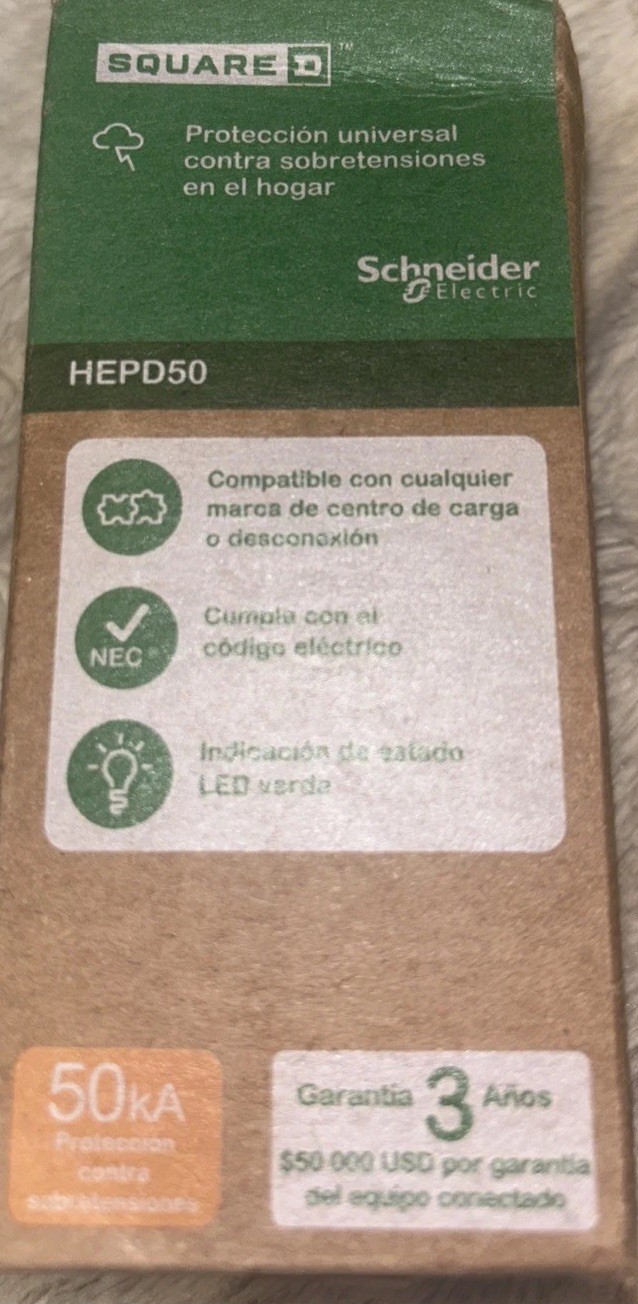 SQUARE D
Protección universal
contra sobretensiones
en el hogar
Schneider
Electric
HEPD50
Compatible con cualquier
marca de centro de carga
o desconexión
NEC
Cumple con el
código eléctrico
Indicación de estado
LED verde
50kA
Protección
contra
sobretensiones
Garantía 3 Años
$50 000 USD por garantía
del equipo conectado